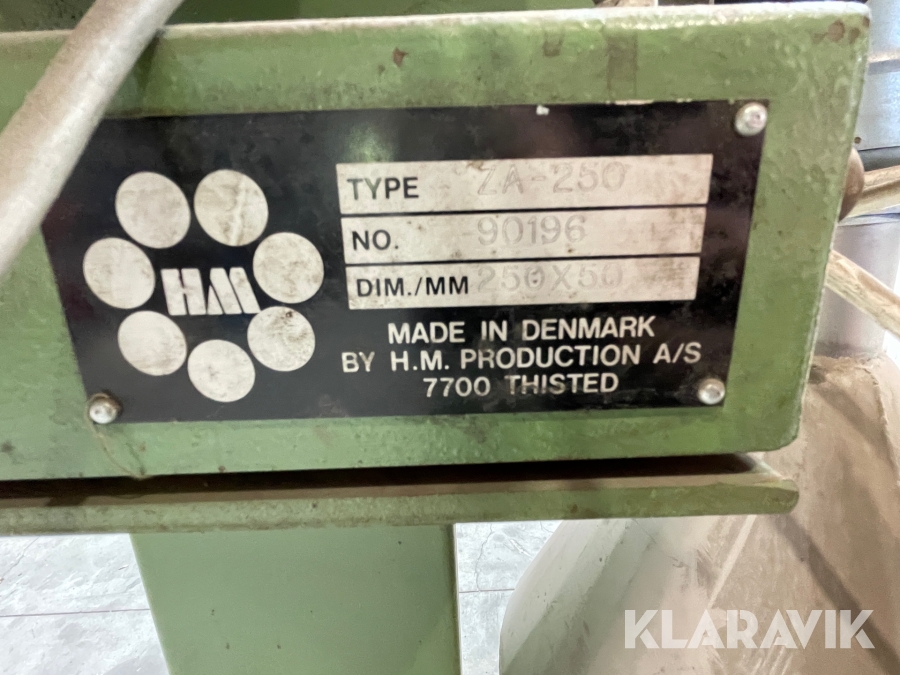 HM
TYPE ZA-250
NO. 90196
DIM./MM 250X50
MADE IN DENMARK
BY H.M. PRODUCTION A/S
7700 THISTED
KLARAVIK